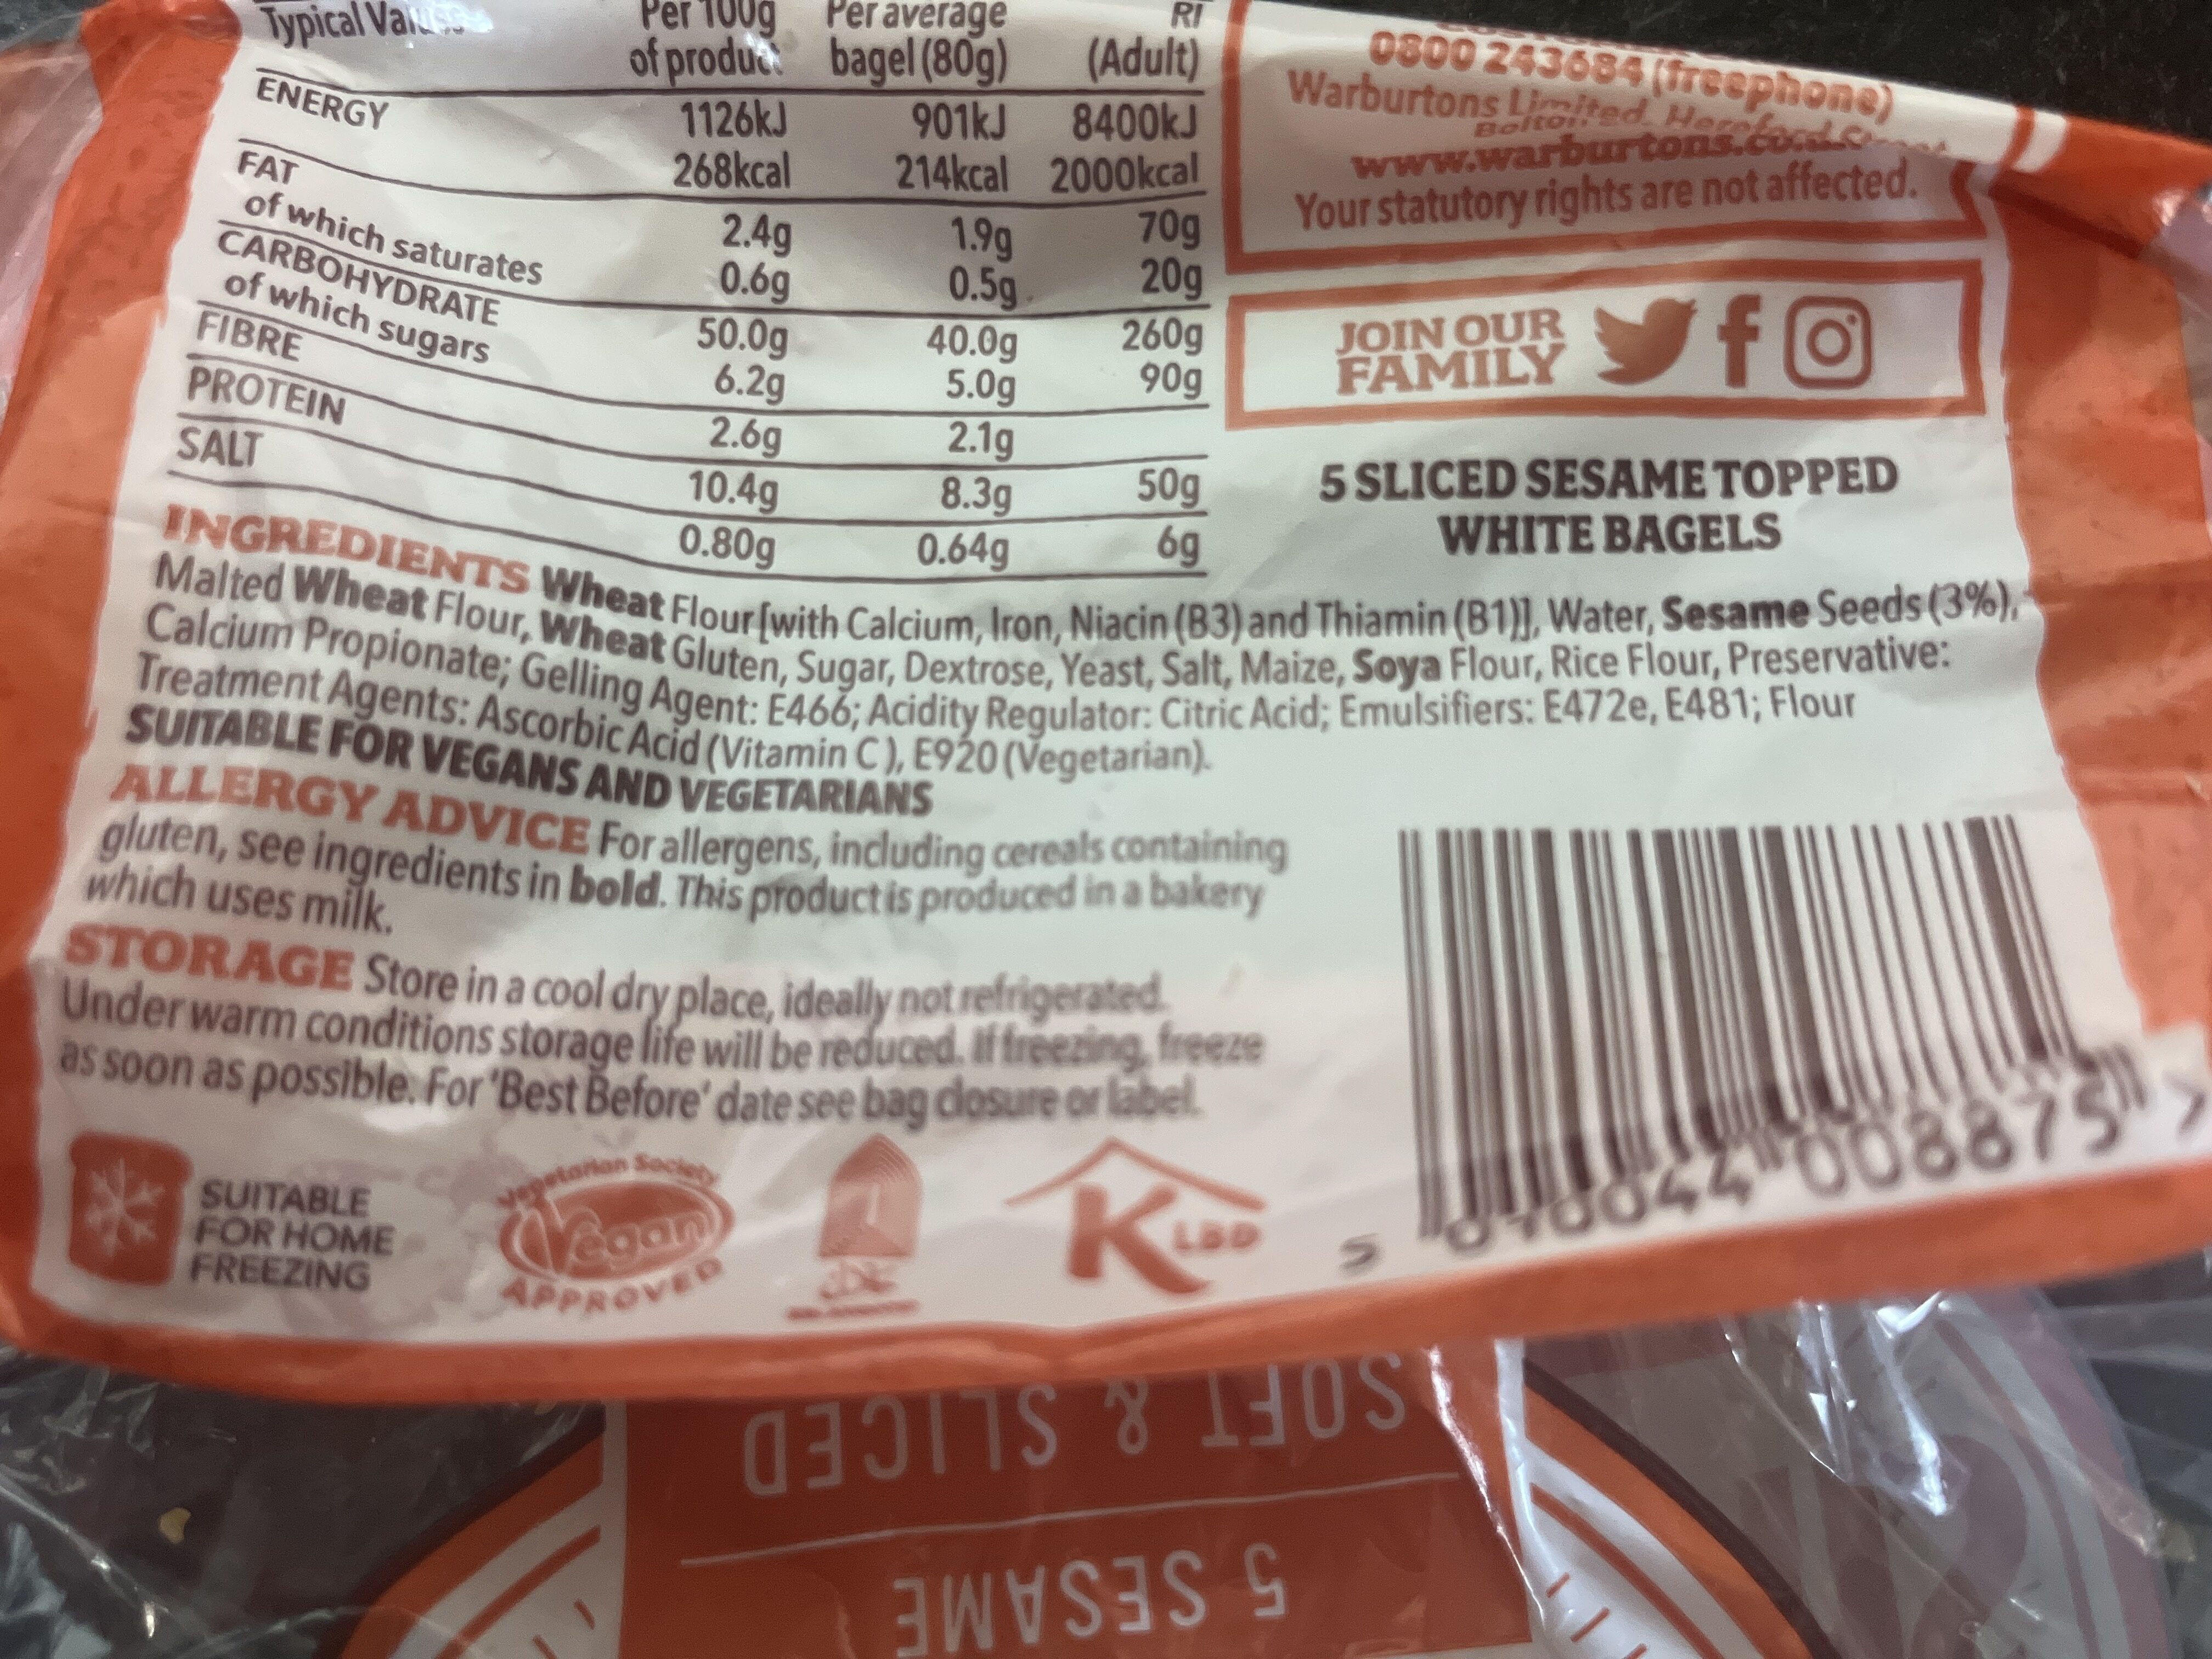 Typical Values Per 100g Per average RI
of product bagel (80g) (Adult)
ENERGY 1126kJ 901kJ 8400kJ
268kcal 214kcal 2000kcal
FAT 2.4g 1.9g 70g
of which saturates 0.6g 0.5g 20g
CARBOHYDRATE 50.0g 40.0g 260g
of which sugars 6.2g 5.0g 90g
FIBRE 2.6g 2.1g
PROTEIN 10.4g 8.3g 50g
SALT 0.80g 0.64g 6g
0800 243684 (freephone)
Warburtons Limited, Hereford Street
Bolton
www.warburtons.co.uk
Your statutory rights are not affected.
JOIN OUR
FAMILY
5 SLICED SESAME TOPPED
WHITE BAGELS
INGREDIENTS Wheat Flour [with Calcium, Iron, Niacin (B3) and Thiamin (B1)], Water, Sesame Seeds (3%),
Malted Wheat Flour, Wheat Gluten, Sugar, Dextrose, Yeast, Salt, Maize, Soya Flour, Rice Flour, Preservative:
Calcium Propionate; Gelling Agent: E466; Acidity Regulator: Citric Acid; Emulsifiers: E472e, E481; Flour
Treatment Agents: Ascorbic Acid (Vitamin C), E920 (Vegetarian).
SUITABLE FOR VEGANS AND VEGETARIANS
ALLERGY ADVICE For allergens, including cereals containing
gluten, see ingredients in bold. This product is produced in a bakery
which uses milk.
STORAGE Store in a cool dry place, ideally not refrigerated.
Under warm conditions storage life will be reduced. If freezing, freeze
as soon as possible. For 'Best Before' date see bag closure or label.
SUITABLE
FOR HOME
FREEZING
Vegetarian Society
Vegan
APPROVED
K LBD
5 010044 008875 >
SOFT & SLICED
5 SESAME